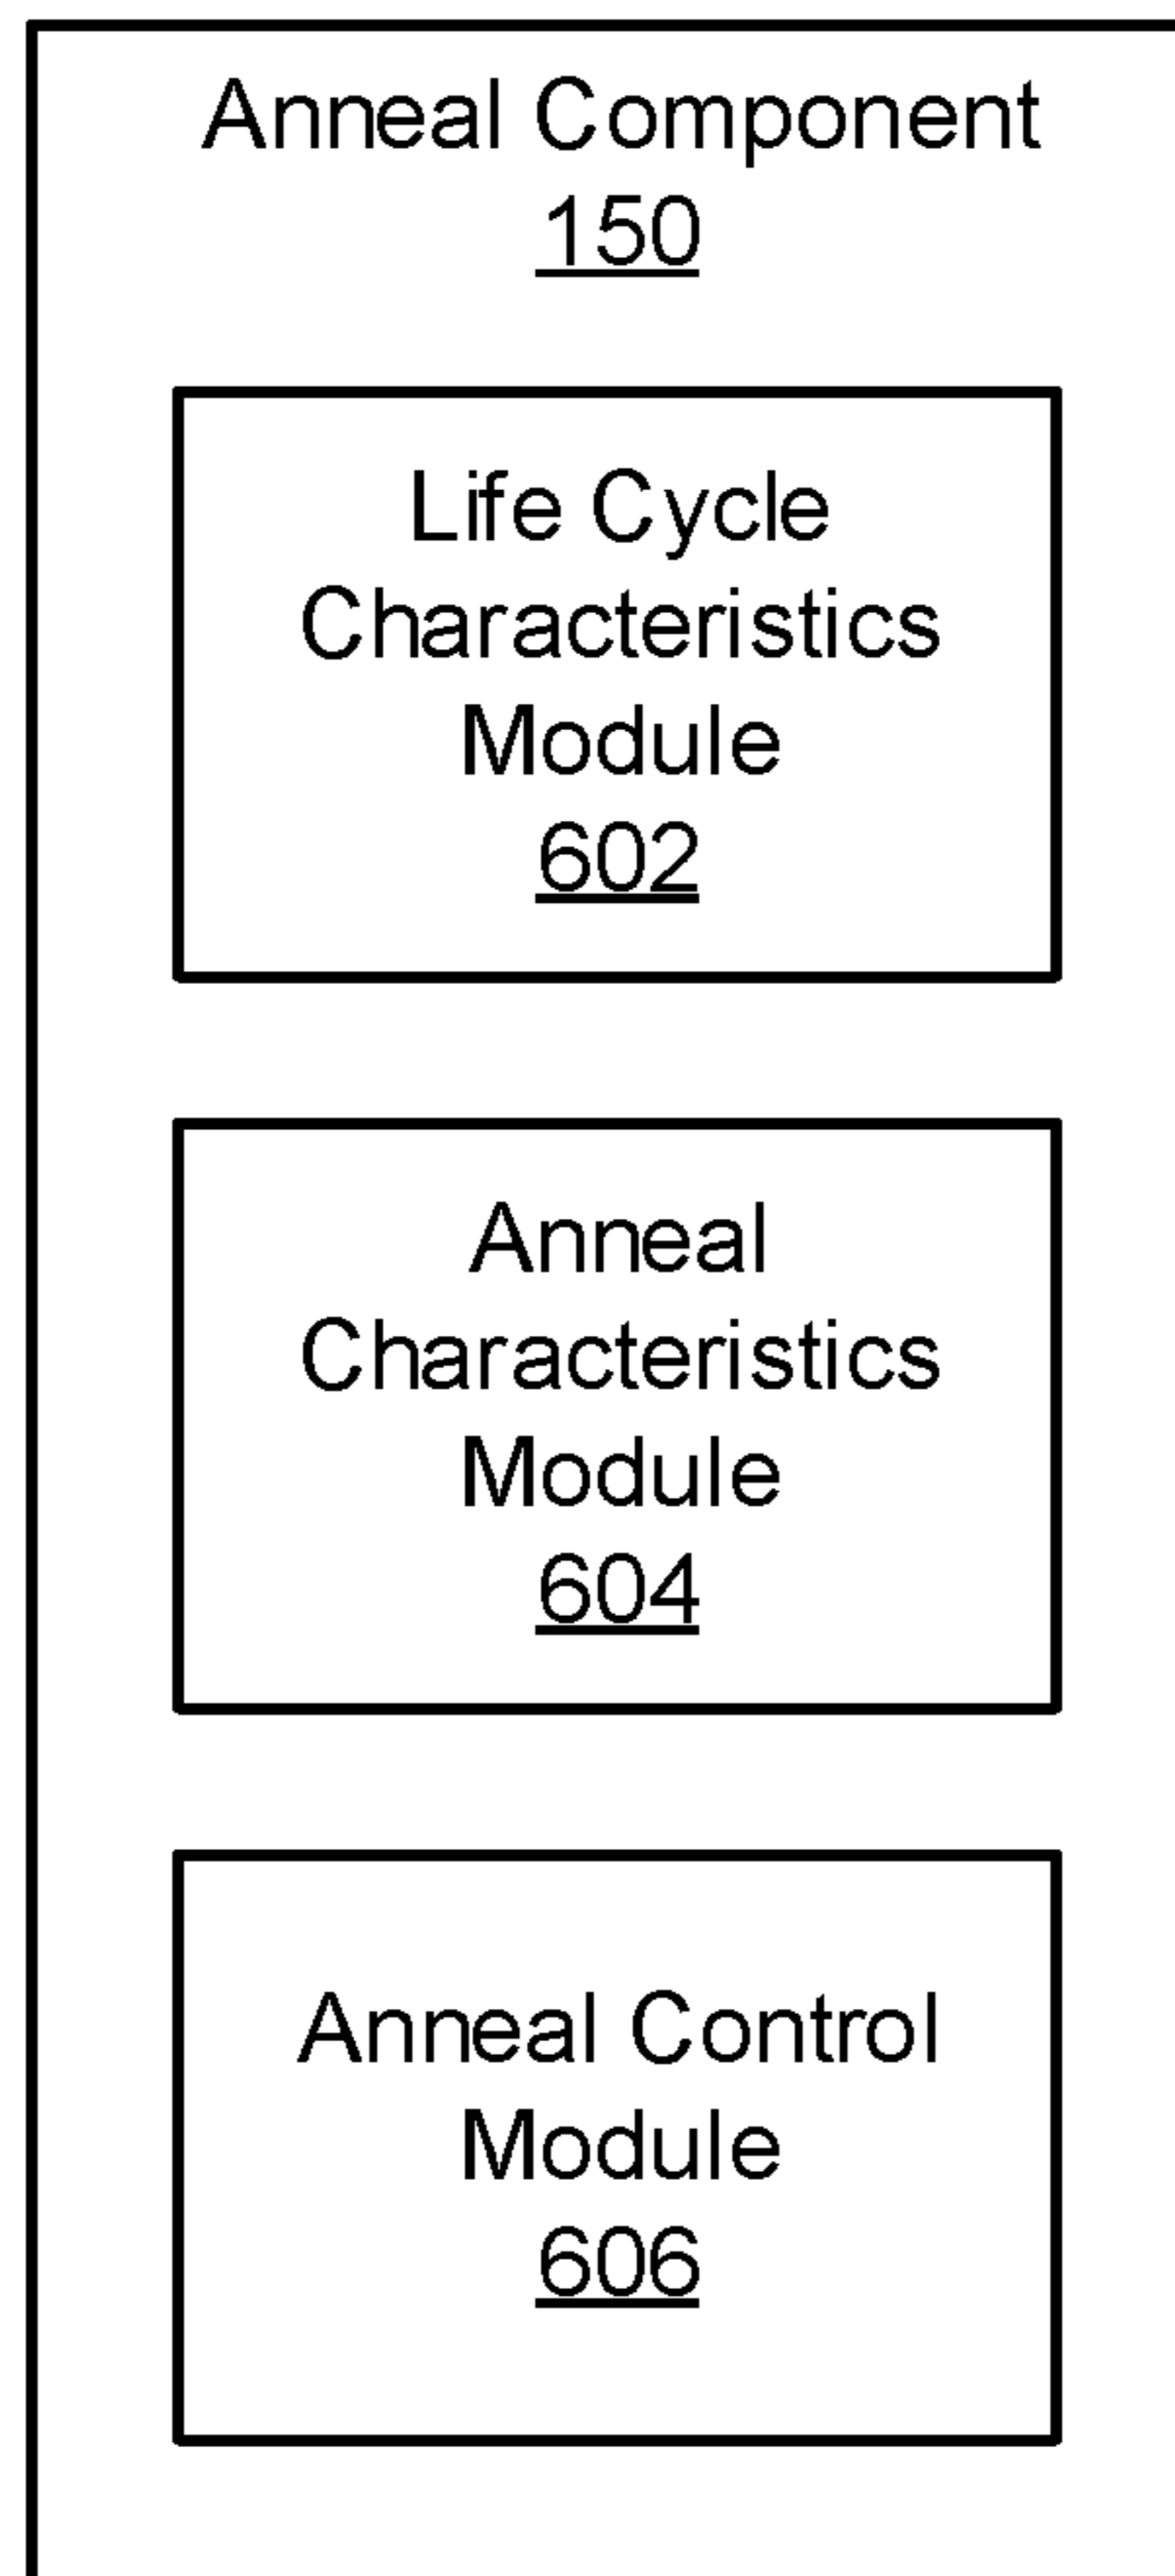 Anneal Component
150
Life Cycle
Characteristics
Module
602
Anneal
Characteristics
Module
604
Anneal Control
Module
606